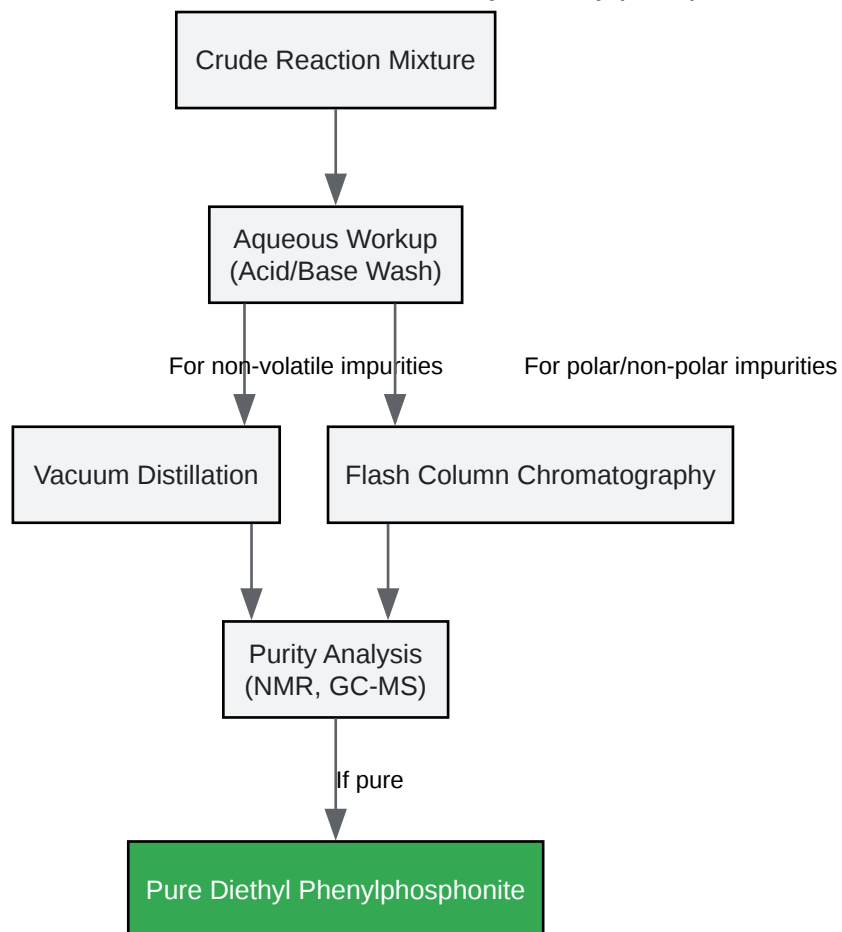 Crude Reaction Mixture
Aqueous Workup
(Acid/Base Wash)
For non-volatile impurities
For polar/non-polar impurities
Vacuum Distillation
Flash Column Chromatography
Purity Analysis
(NMR, GC-MS)
If pure
Pure Diethyl Phenylphosphonite